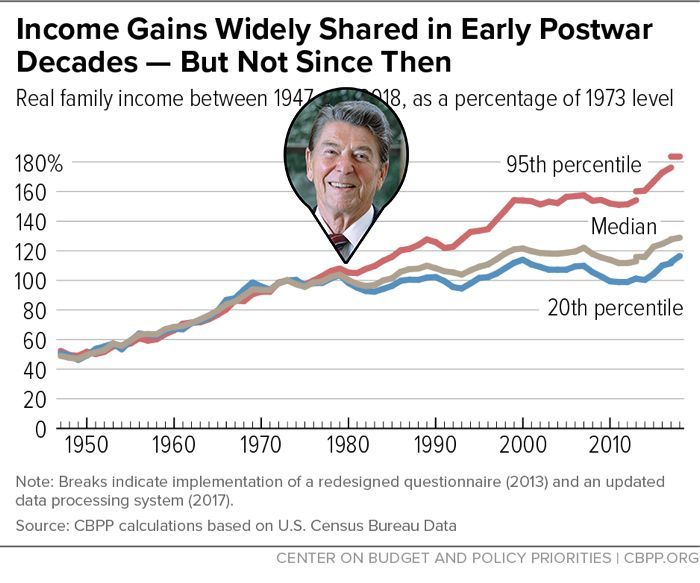 Income Gains Widely Shared in Early Postwar
Decades — But Not Since Then
Real family income between 1947 018, as a percentage of 1973 level
180%
160
140
120
100
80
60
40
20
0
95th percentile
Median
20th percentile
1950 1960 1970 1980 1990 2000 2010
Note: Breaks indicate implementation of a redesigned questionnaire (2013) and an updated
data processing system (2017).
Source: CBPP calculations based on U.S. Census Bureau Data
CENTER ON BUDGET AND POLICY PRIORITIES | CBPP.ORG